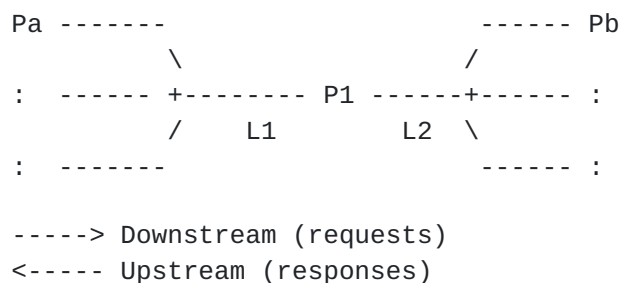 Pa ------- ------ Pb
\ /
: ------ +-------- P1 ------+------ :
/ L1 L2 \
: ------- ------ :
-----> Downstream (requests)
<----- Upstream (responses)